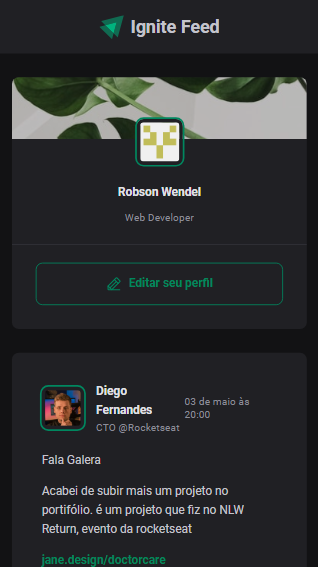 Ignite Feed
Robson Wendel
Web Developer
Editar seu perfil
Diego
Fernandes
CTO @Rocketseat
03 de maio às
20:00
Fala Galera
Acabei de subir mais um projeto no
portifólio. é um projeto que fiz no NLW
Return, evento da rocketseat
jane.design/doctorcare